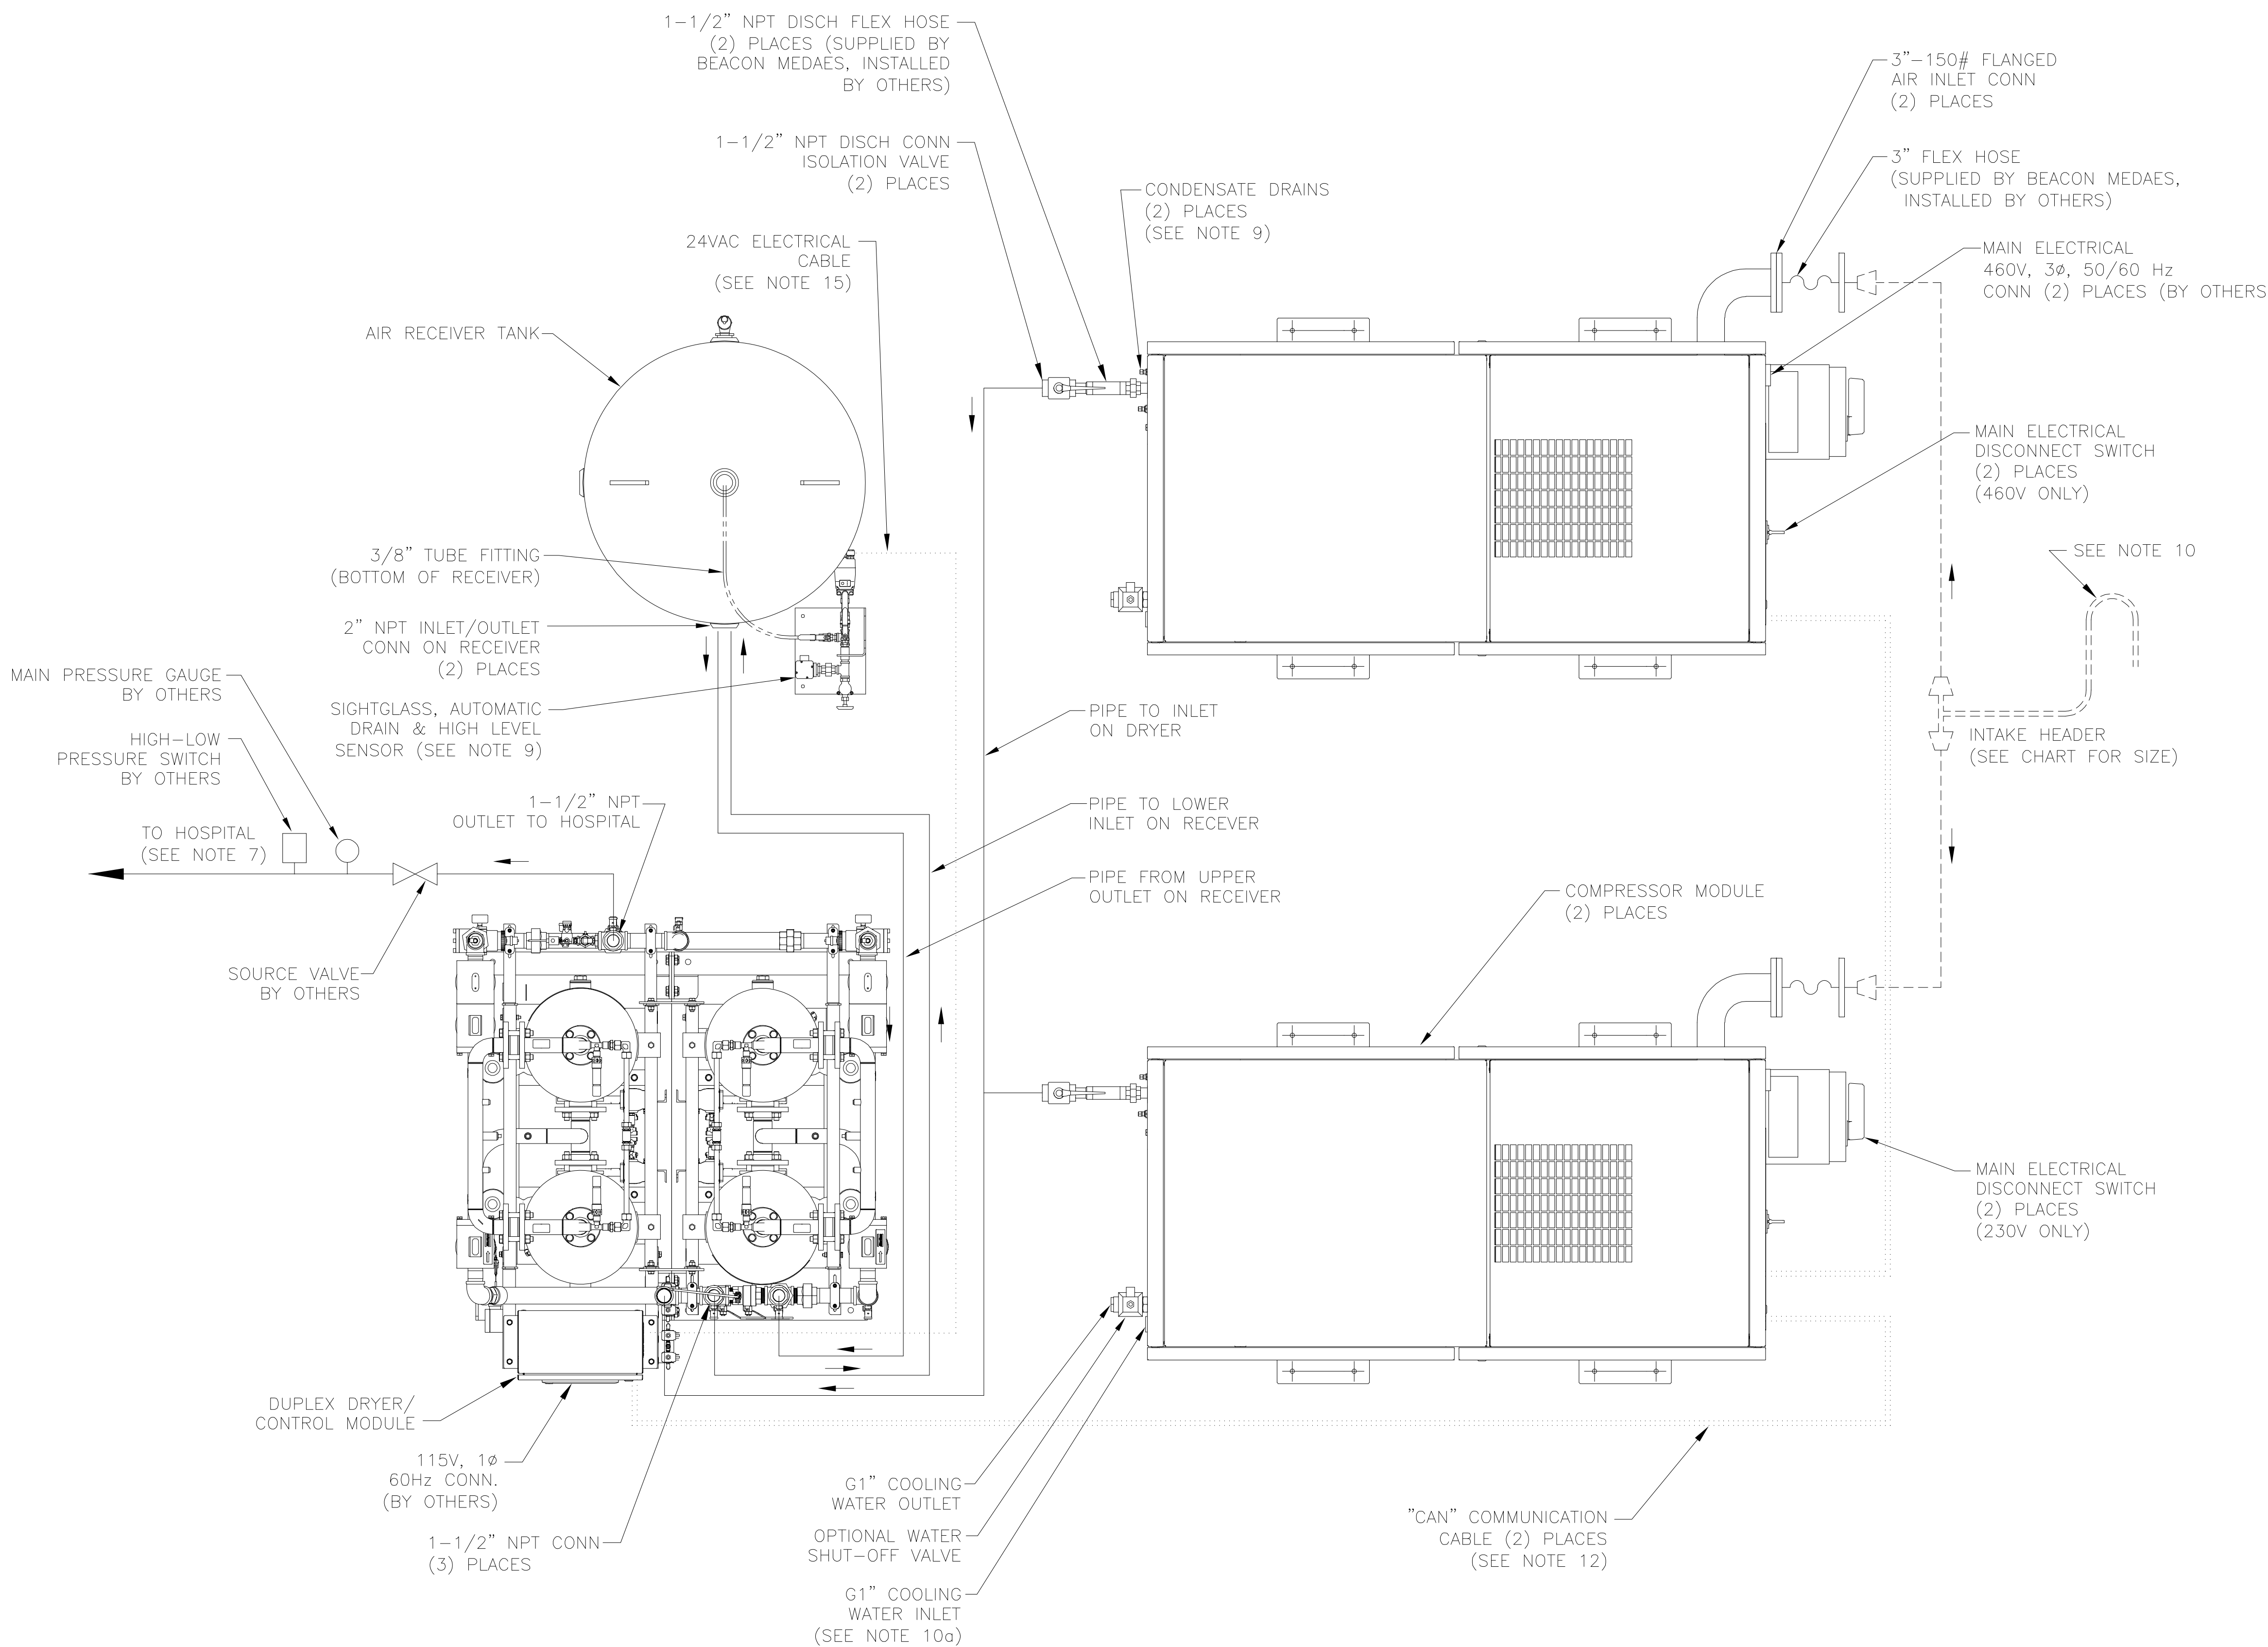 1-1/2" NPT DISCH FLEX HOSE
(2) PLACES (SUPPLIED BY
BEACON MEDAES, INSTALLED
BY OTHERS)
3"-150# FLANGED
AIR INLET CONN
(2) PLACES
1-1/2" NPT DISCH CONN
ISOLATION VALVE
(2) PLACES
3" FLEX HOSE
(SUPPLIED BY BEACON MEDAES,
INSTALLED BY OTHERS)
CONDENSATE DRAINS
(2) PLACES
(SEE NOTE 9)
24VAC ELECTRICAL
CABLE
(SEE NOTE 15)
MAIN ELECTRICAL
460V, 3ø, 50/60 Hz
CONN (2) PLACES (BY OTHERS
AIR RECEIVER TANK
MAIN ELECTRICAL
DISCONNECT SWITCH
(2) PLACES
(460V ONLY)
3/8" TUBE FITTING
(BOTTOM OF RECEIVER)
SEE NOTE 10
2" NPT INLET/OUTLET
CONN ON RECEIVER
(2) PLACES
MAIN PRESSURE GAUGE
BY OTHERS
SIGHTGLASS, AUTOMATIC
DRAIN & HIGH LEVEL
SENSOR (SEE NOTE 9)
PIPE TO INLET
ON DRYER
HIGH-LOW
PRESSURE SWITCH
BY OTHERS
INTAKE HEADER
(SEE CHART FOR SIZE)
1-1/2" NPT
OUTLET TO HOSPITAL
PIPE TO LOWER
INLET ON RECEVER
TO HOSPITAL
(SEE NOTE 7)
PIPE FROM UPPER
OUTLET ON RECEIVER
COMPRESSOR MODULE
(2) PLACES
SOURCE VALVE
BY OTHERS
MAIN ELECTRICAL
DISCONNECT SWITCH
(2) PLACES
(230V ONLY)
DUPLEX DRYER/
CONTROL MODULE
115V, 1ø
60Hz CONN.
(BY OTHERS)
1-1/2" NPT CONN
(3) PLACES
G1" COOLING
WATER OUTLET
OPTIONAL WATER
SHUT-OFF VALVE
G1" COOLING
WATER INLET
(SEE NOTE 10a)
"CAN" COMMUNICATION
CABLE (2) PLACES
(SEE NOTE 12)